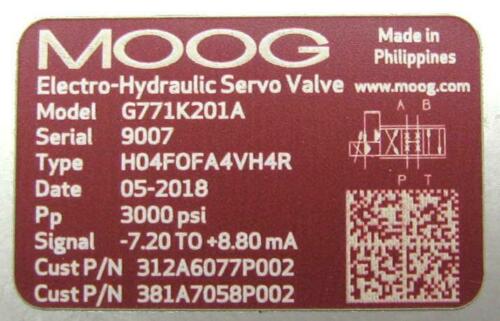 MOOG
Made in
Philippines
Electro-Hydraulic Servo Valve www.moog.com
Model G771K201A
Serial 9007
Type H04FOFA4VH4R
Date 05-2018
Pp 3000 psi
Signal -7.20 TO +8.80 mA
Cust P/N 312A6077P002
Cust P/N 381A7058P002
A B
P T